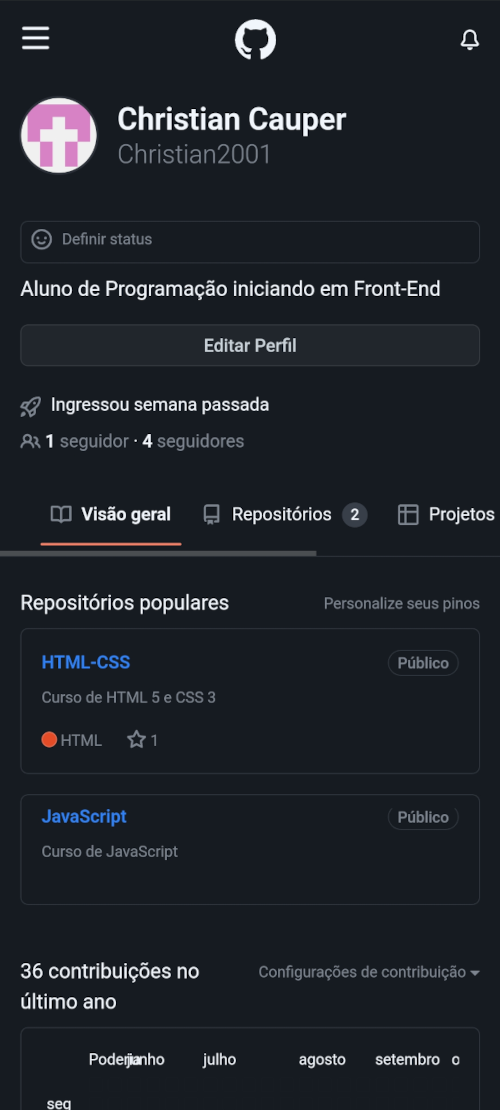 Christian Cauper
Christian2001
Definir status
Aluno de Programação iniciando em Front-End
Editar Perfil
Ingressou semana passada
1 seguidor · 4 seguidores
Visão geral Repositórios 2 Projetos
Repositórios populares Personalize seus pinos
HTML-CSS Público
Curso de HTML 5 e CSS 3
HTML 1
JavaScript Público
Curso de JavaScript
36 contribuições no Configurações de contribuição
último ano
julho agosto setembro o
seg